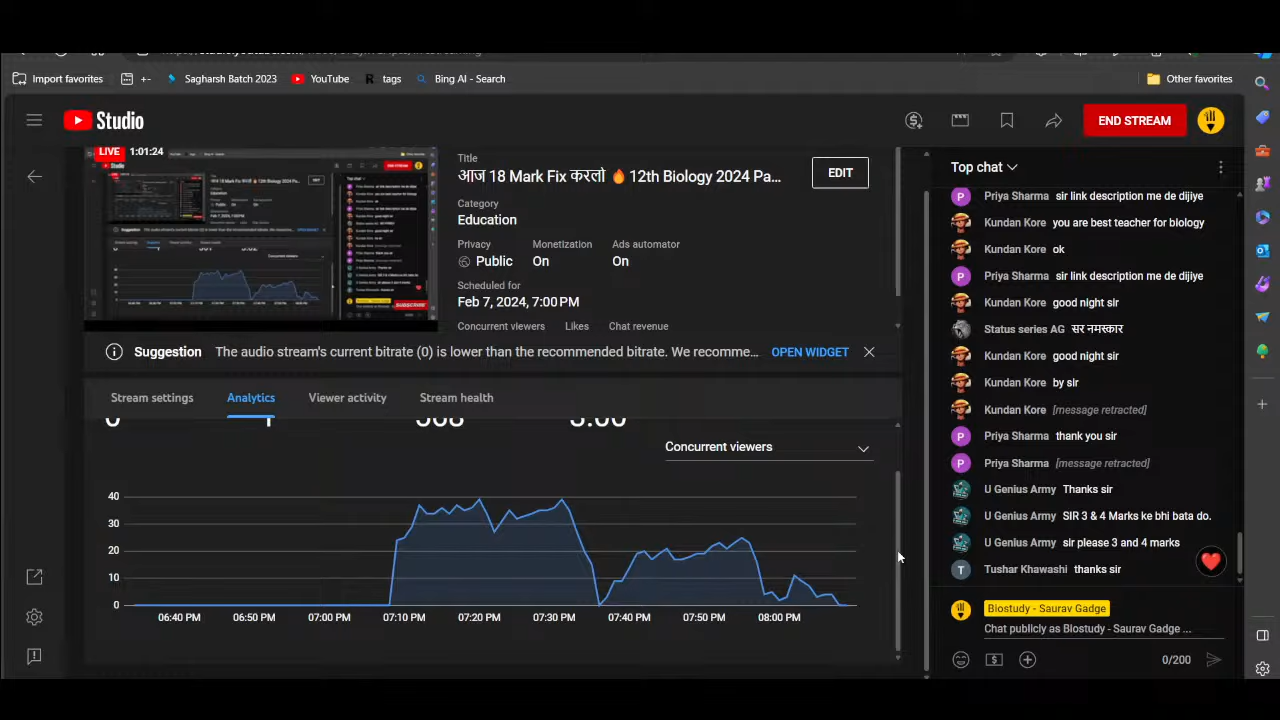 Import favorites
+-
Sagharsh Batch 2023
YouTube
tags
Bing AI - Search
Other favorites
Studio
END STREAM
LIVE 1:01:24
Title
आज 18 Mark Fix करलो 🔥 12th Biology 2024 Pa...
EDIT
Category
Education
Privacy
Monetization
Ads automator
Public
On
On
Scheduled for
Feb 7, 2024, 7:00 PM
Concurrent viewers
Likes
Chat revenue
Suggestion The audio stream's current bitrate (0) is lower than the recommended bitrate. We recomme...
OPEN WIDGET
Stream settings
Analytics
Viewer activity
Stream health
Concurrent viewers
40
30
20
10
0
06:40 PM 06:50 PM 07:00 PM 07:10 PM 07:20 PM 07:30 PM 07:40 PM 07:50 PM 08:00 PM
Top chat
Priya Sharma sir link description me de dijiye
Kundan Kore you are best teacher for biology
Kundan Kore ok
Priya Sharma sir link description me de dijiye
Kundan Kore good night sir
Status series AG सर नमस्कार
Kundan Kore good night sir
Kundan Kore by sir
Kundan Kore [message retracted]
Priya Sharma thank you sir
Priya Sharma [message retracted]
U Genius Army Thanks sir
U Genius Army SIR 3 & 4 Marks ke bhi bata do.
U Genius Army sir please 3 and 4 marks
Tushar Khawashi thanks sir
Biostudy - Saurav Gadge
Chat publicly as Biostudy - Saurav Gadge ...
0/200